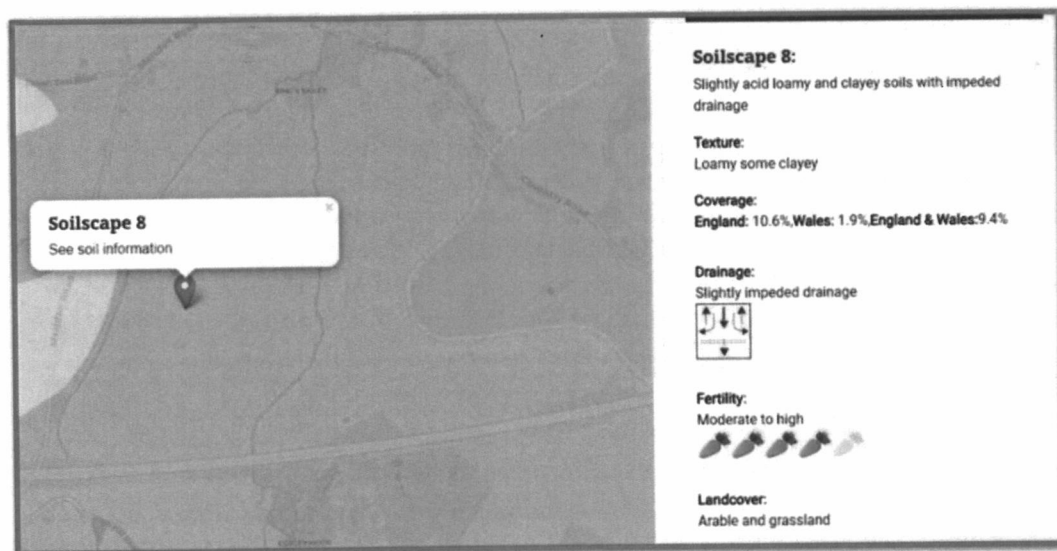 Soilscape 8
See soil information
Soilscape 8:
Slightly acid loamy and clayey soils with impeded
drainage
Texture:
Loamy some clayey
Coverage:
England: 10.6%,Wales: 1.9%,England & Wales:9.4%
Drainage:
Slightly impeded drainage
Fertility:
Moderate to high
Landcover:
Arable and grassland